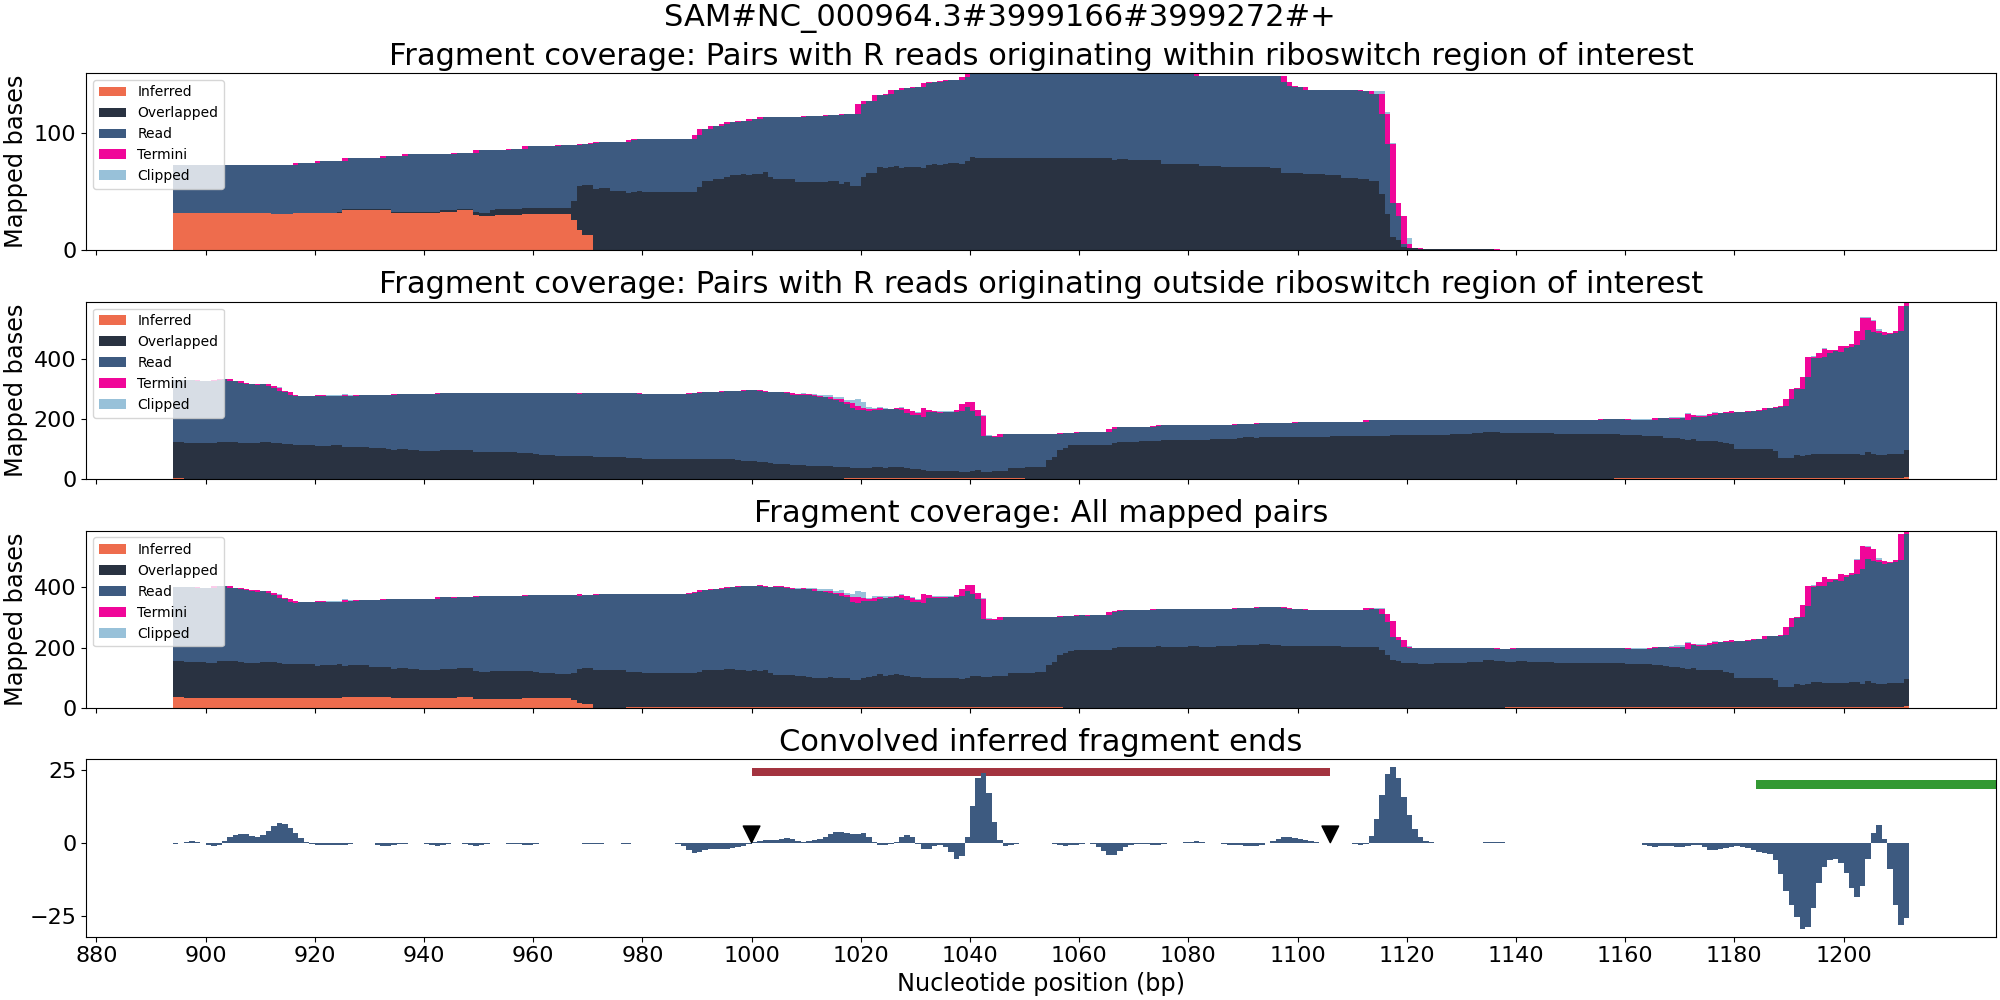 SAM#NC_000964.3#3999166#3999272#+
Fragment coverage: Pairs with R reads originating within riboswitch region of interest
Mapped bases
100
0
Inferred
Overlapped
Read
Termini
Clipped
Fragment coverage: Pairs with R reads originating outside riboswitch region of interest
Mapped bases
400
200
0
Inferred
Overlapped
Read
Termini
Clipped
Fragment coverage: All mapped pairs
Mapped bases
400
200
0
Inferred
Overlapped
Read
Termini
Clipped
Convolved inferred fragment ends
25
0
−25
880 900 920 940 960 980 1000 1020 1040 1060 1080 1100 1120 1140 1160 1180 1200
Nucleotide position (bp)